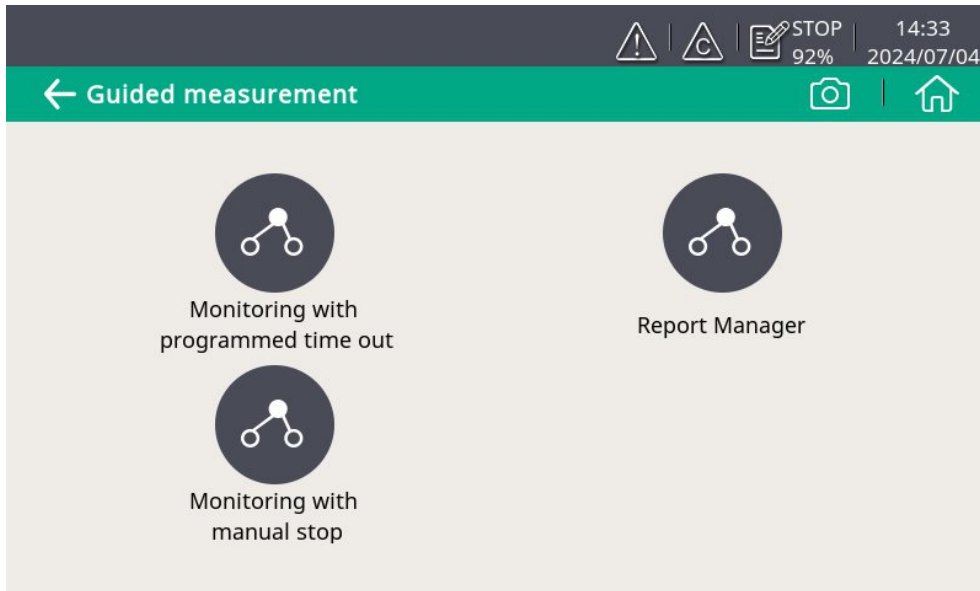 STOP 14:33
92% 2024/07/04
Guided measurement
Monitoring with
programmed time out
Report Manager
Monitoring with
manual stop